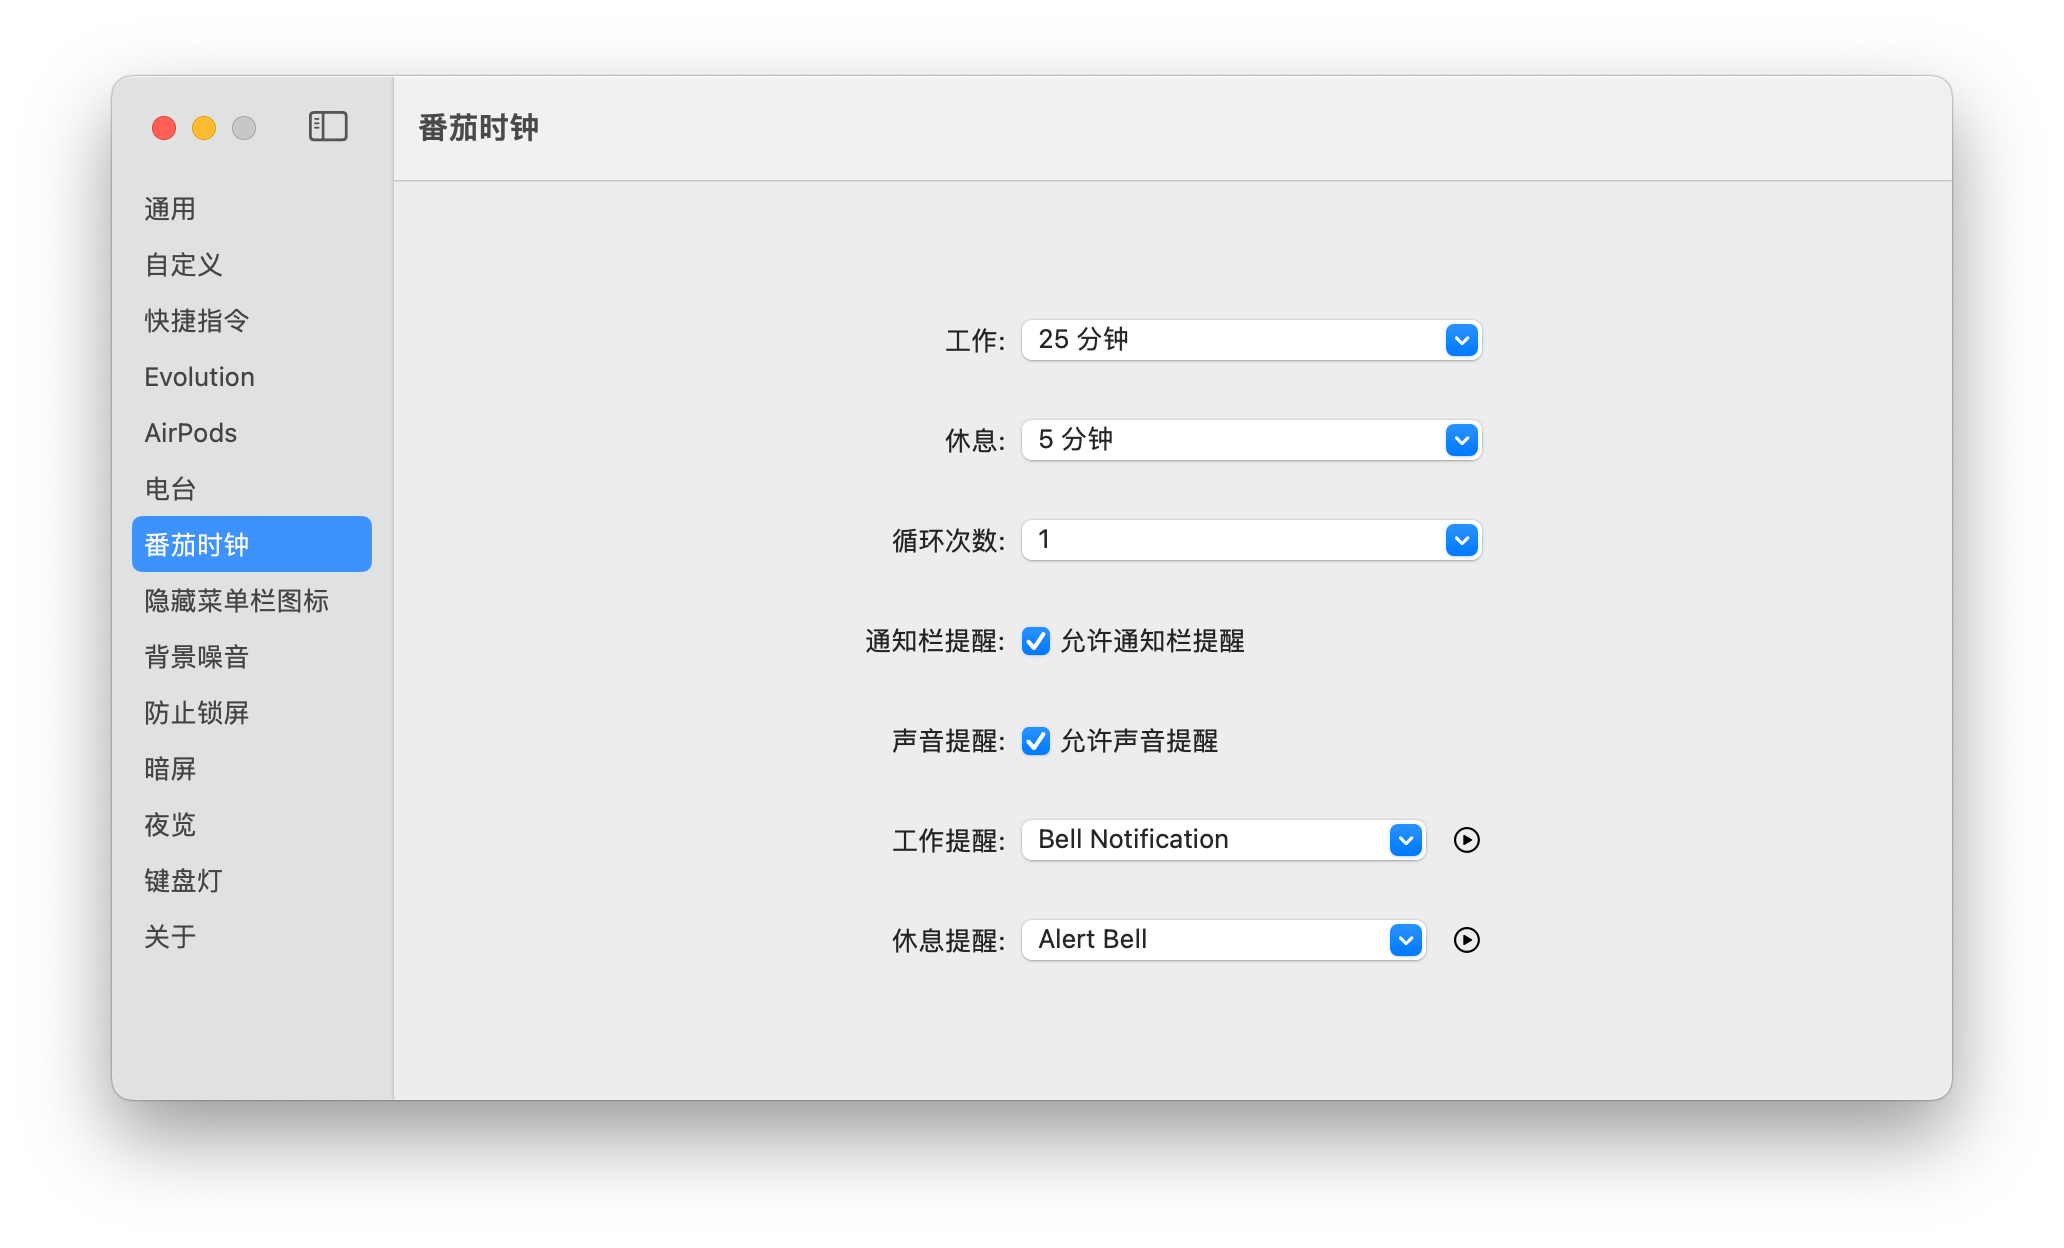 番茄时钟
通用
自定义
快捷指令
Evolution
AirPods
电台
番茄时钟
隐藏菜单栏图标
背景噪音
防止锁屏
暗屏
夜览
键盘灯
关于
工作: 25 分钟
休息: 5 分钟
循环次数: 1
通知栏提醒: 允许通知栏提醒
声音提醒: 允许声音提醒
工作提醒: Bell Notification
休息提醒: Alert Bell